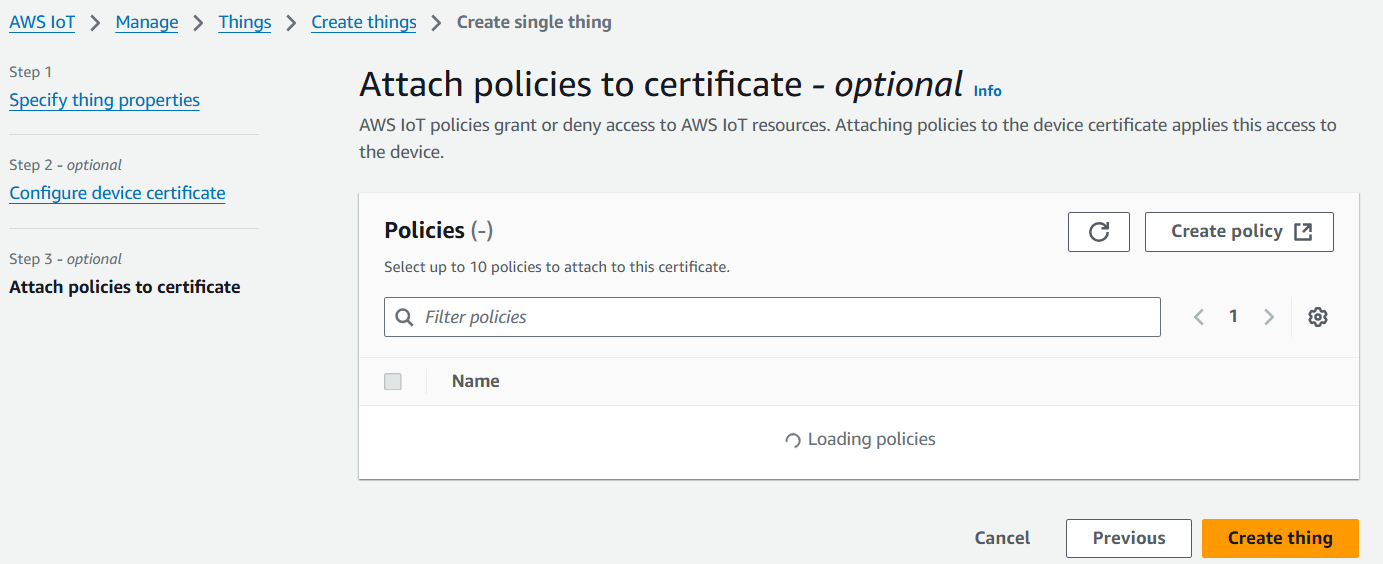 AWS IoT > Manage > Things > Create things > Create single thing
Step 1
Specify thing properties
Step 2 - optional
Configure device certificate
Step 3 - optional
Attach policies to certificate
Attach policies to certificate - optional Info
AWS IoT policies grant or deny access to AWS IoT resources. Attaching policies to the device certificate applies this access to
the device.
Policies (-)
Create policy
Select up to 10 policies to attach to this certificate.
Filter policies
1
Name
Loading policies
Cancel
Previous
Create thing